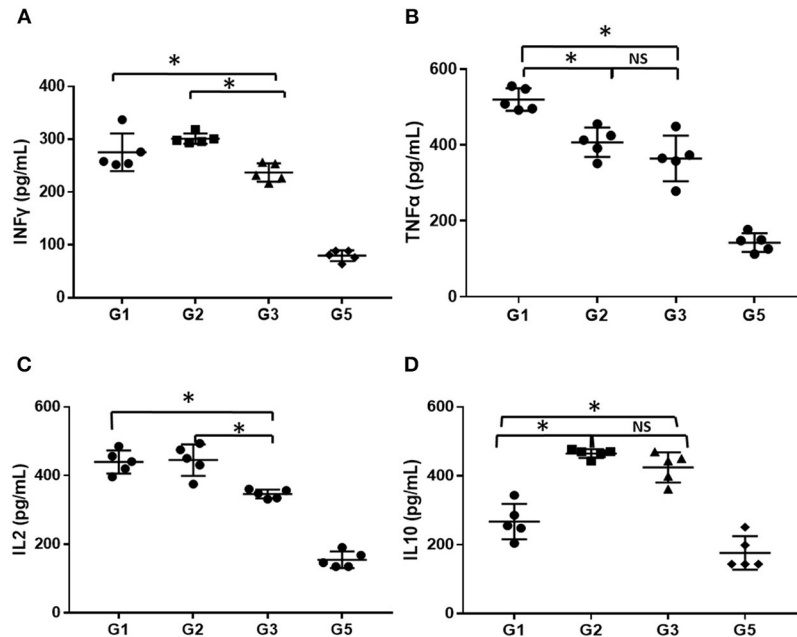 A
*
*
INFγ (pg/mL)
400
300
200
100
0
G1 G2 G3 G5
B
*
* NS
TNFα (pg/mL)
600
400
200
0
G1 G2 G3 G5
C
*
*
IL2 (pg/mL)
600
400
200
0
G1 G2 G3 G5
D
*
* NS
IL10 (pg/mL)
600
400
200
0
G1 G2 G3 G5